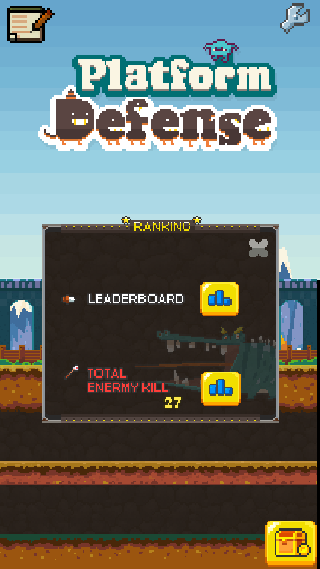 Platform
Defense
RANKING
LEADERBOARD
TOTAL
ENERMY KILL
27